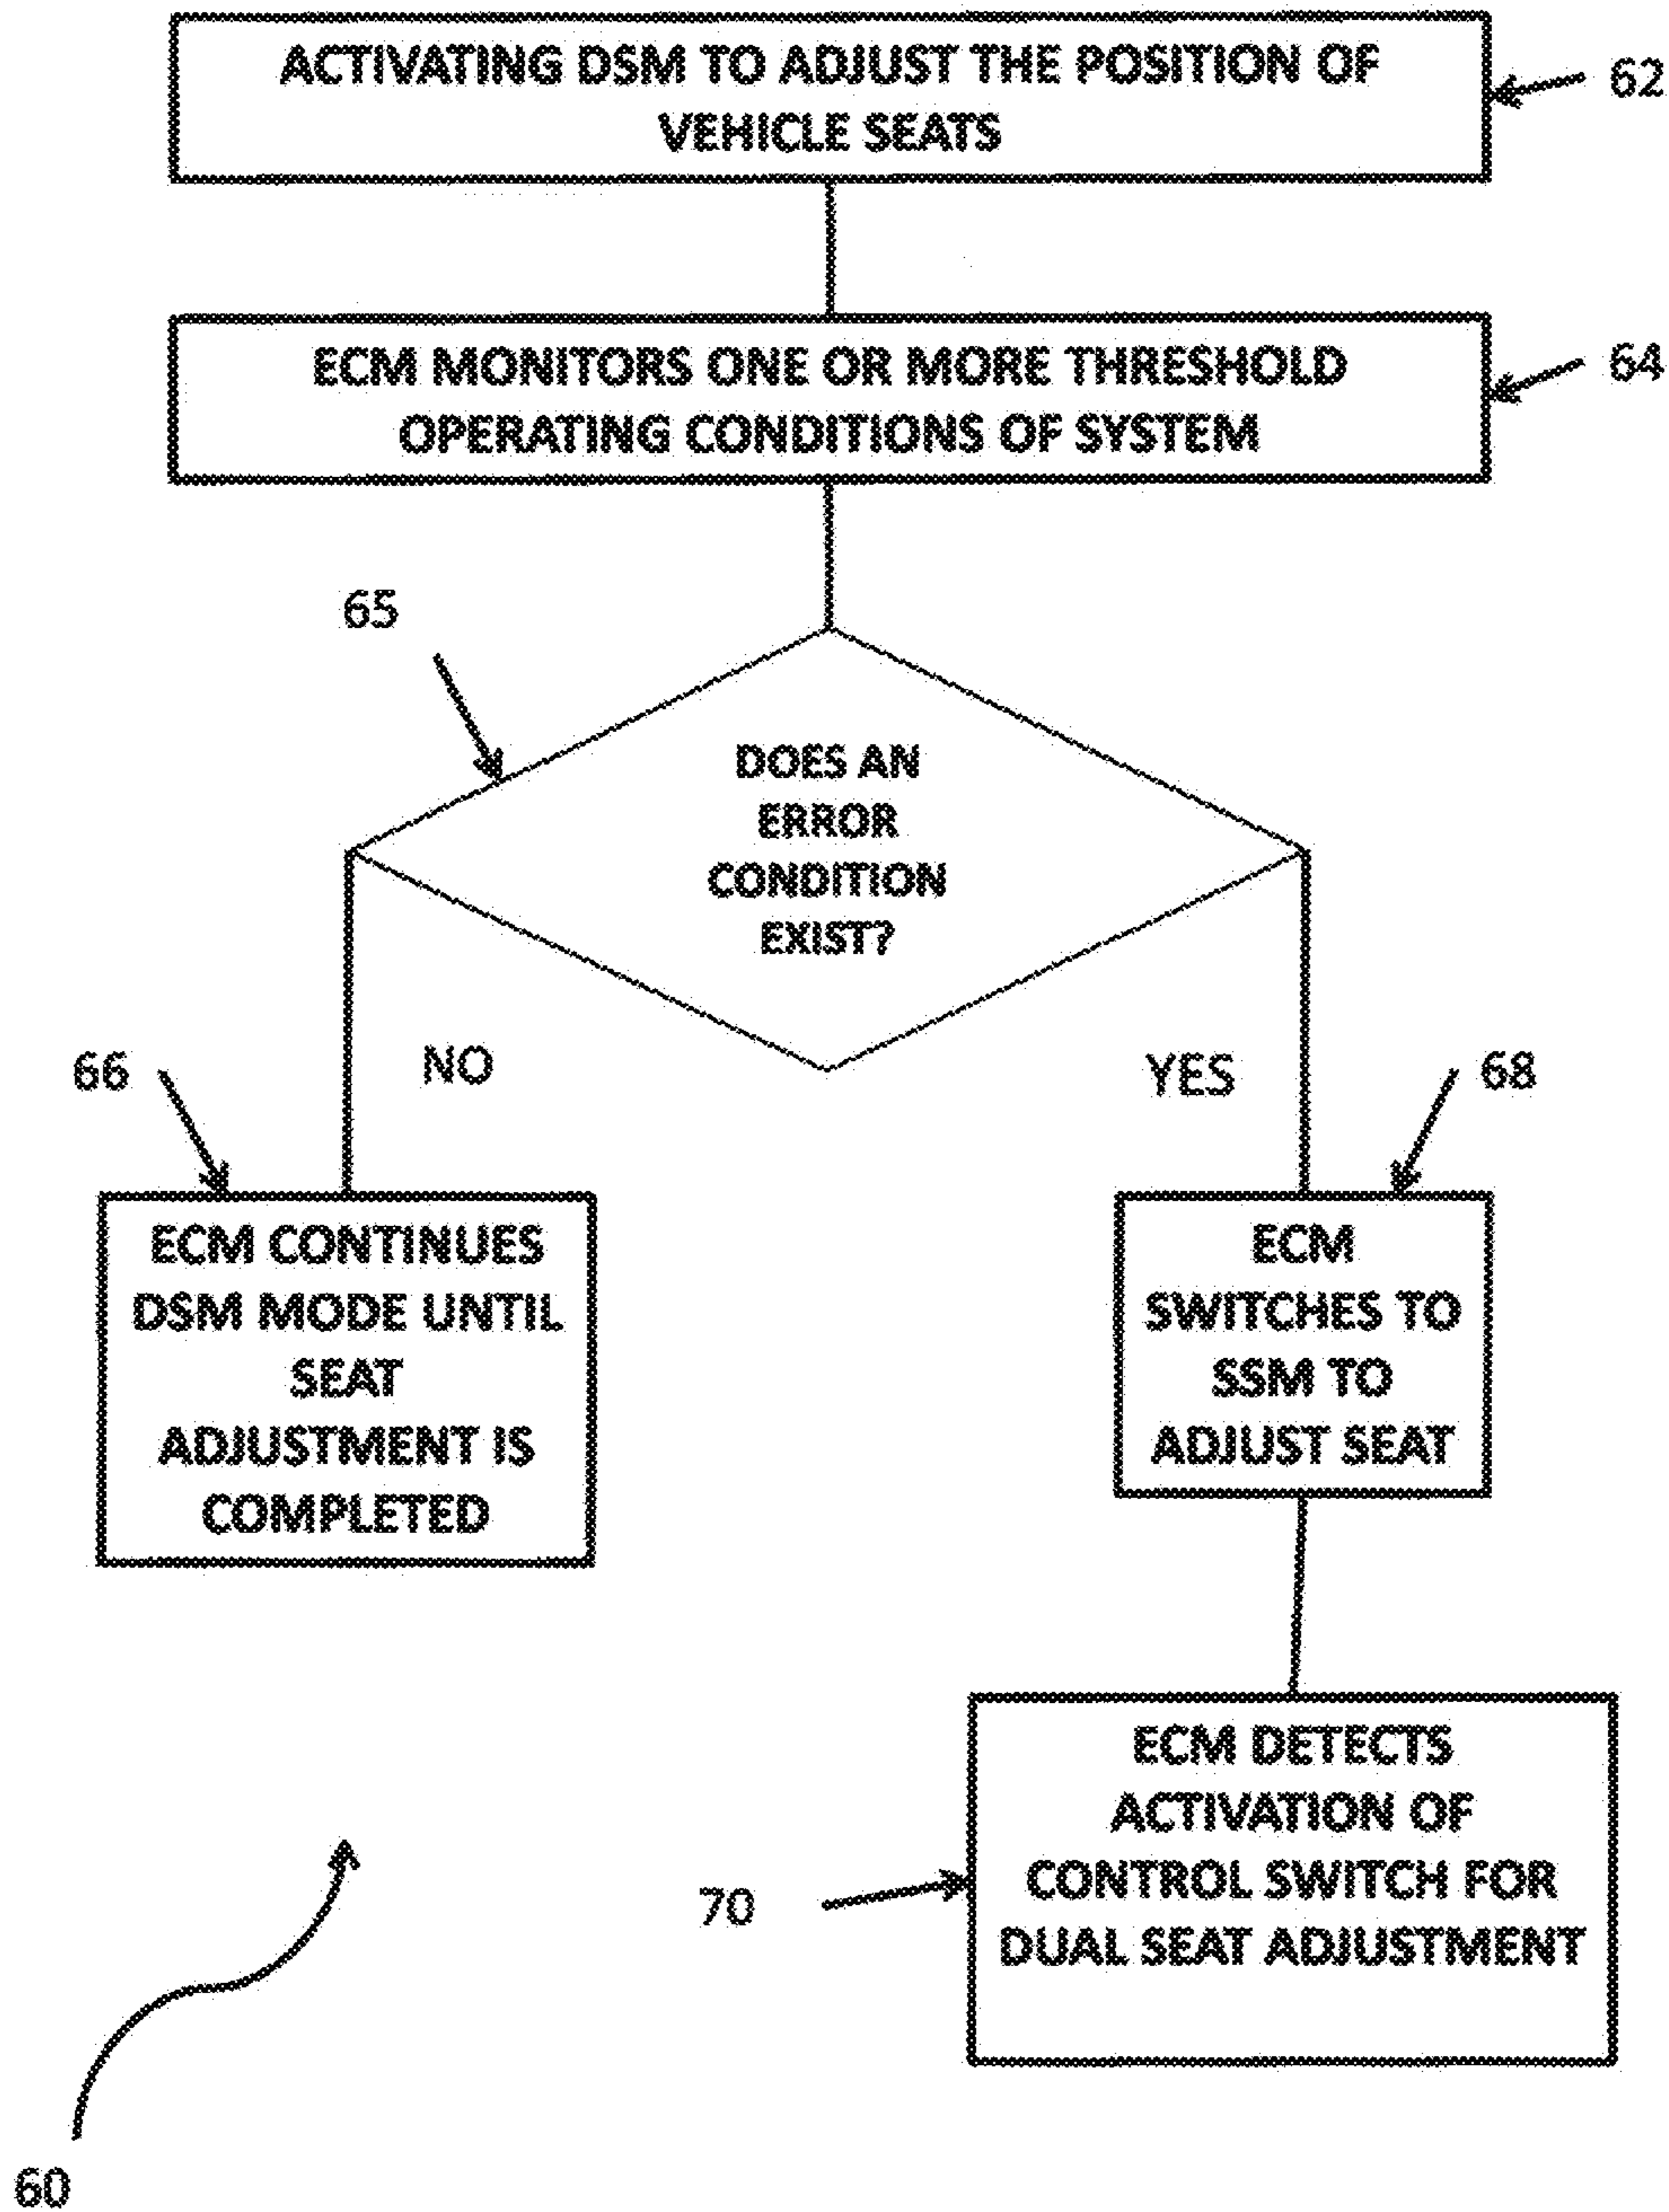 ACTIVATING DSM TO ADJUST THE POSITION OF
VEHICLE SEATS
62
ECM MONITORS ONE OR MORE THRESHOLD
OPERATING CONDITIONS OF SYSTEM
64
65
DOES AN
ERROR
CONDITION
EXIST?
NO
YES
66
68
ECM CONTINUES
DSM MODE UNTIL
SEAT
ADJUSTMENT IS
COMPLETED
ECM
SWITCHES TO
SSM TO
ADJUST SEAT
ECM DETECTS
ACTIVATION OF
CONTROL SWITCH FOR
DUAL SEAT ADJUSTMENT
70
60